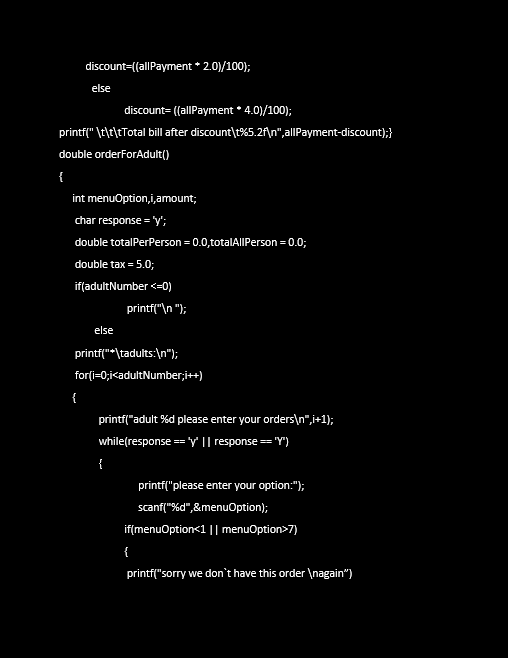 discount=((allPayment * 2.0)/100);
else
discount= ((allPayment * 4.0)/100);
printf(" \t\t\tTotal bill after discount\t%5.2f\n",allPayment-discount);}
double orderForAdult()
{
int menuOption,i,amount;
char response = 'y';
double totalPerPerson = 0.0,totalAllPerson = 0.0;
double tax = 5.0;
if(adultNumber <=0)
printf("\n ");
else
printf("*\tadults:\n");
for(i=0;i<adultNumber;i++)
{
printf("adult %d please enter your orders\n",i+1);
while(response == 'y' || response == 'Y')
{
printf("please enter your option:");
scanf("%d",&menuOption);
if(menuOption<1 || menuOption>7)
{
printf("sorry we don`t have this order \nagain”)